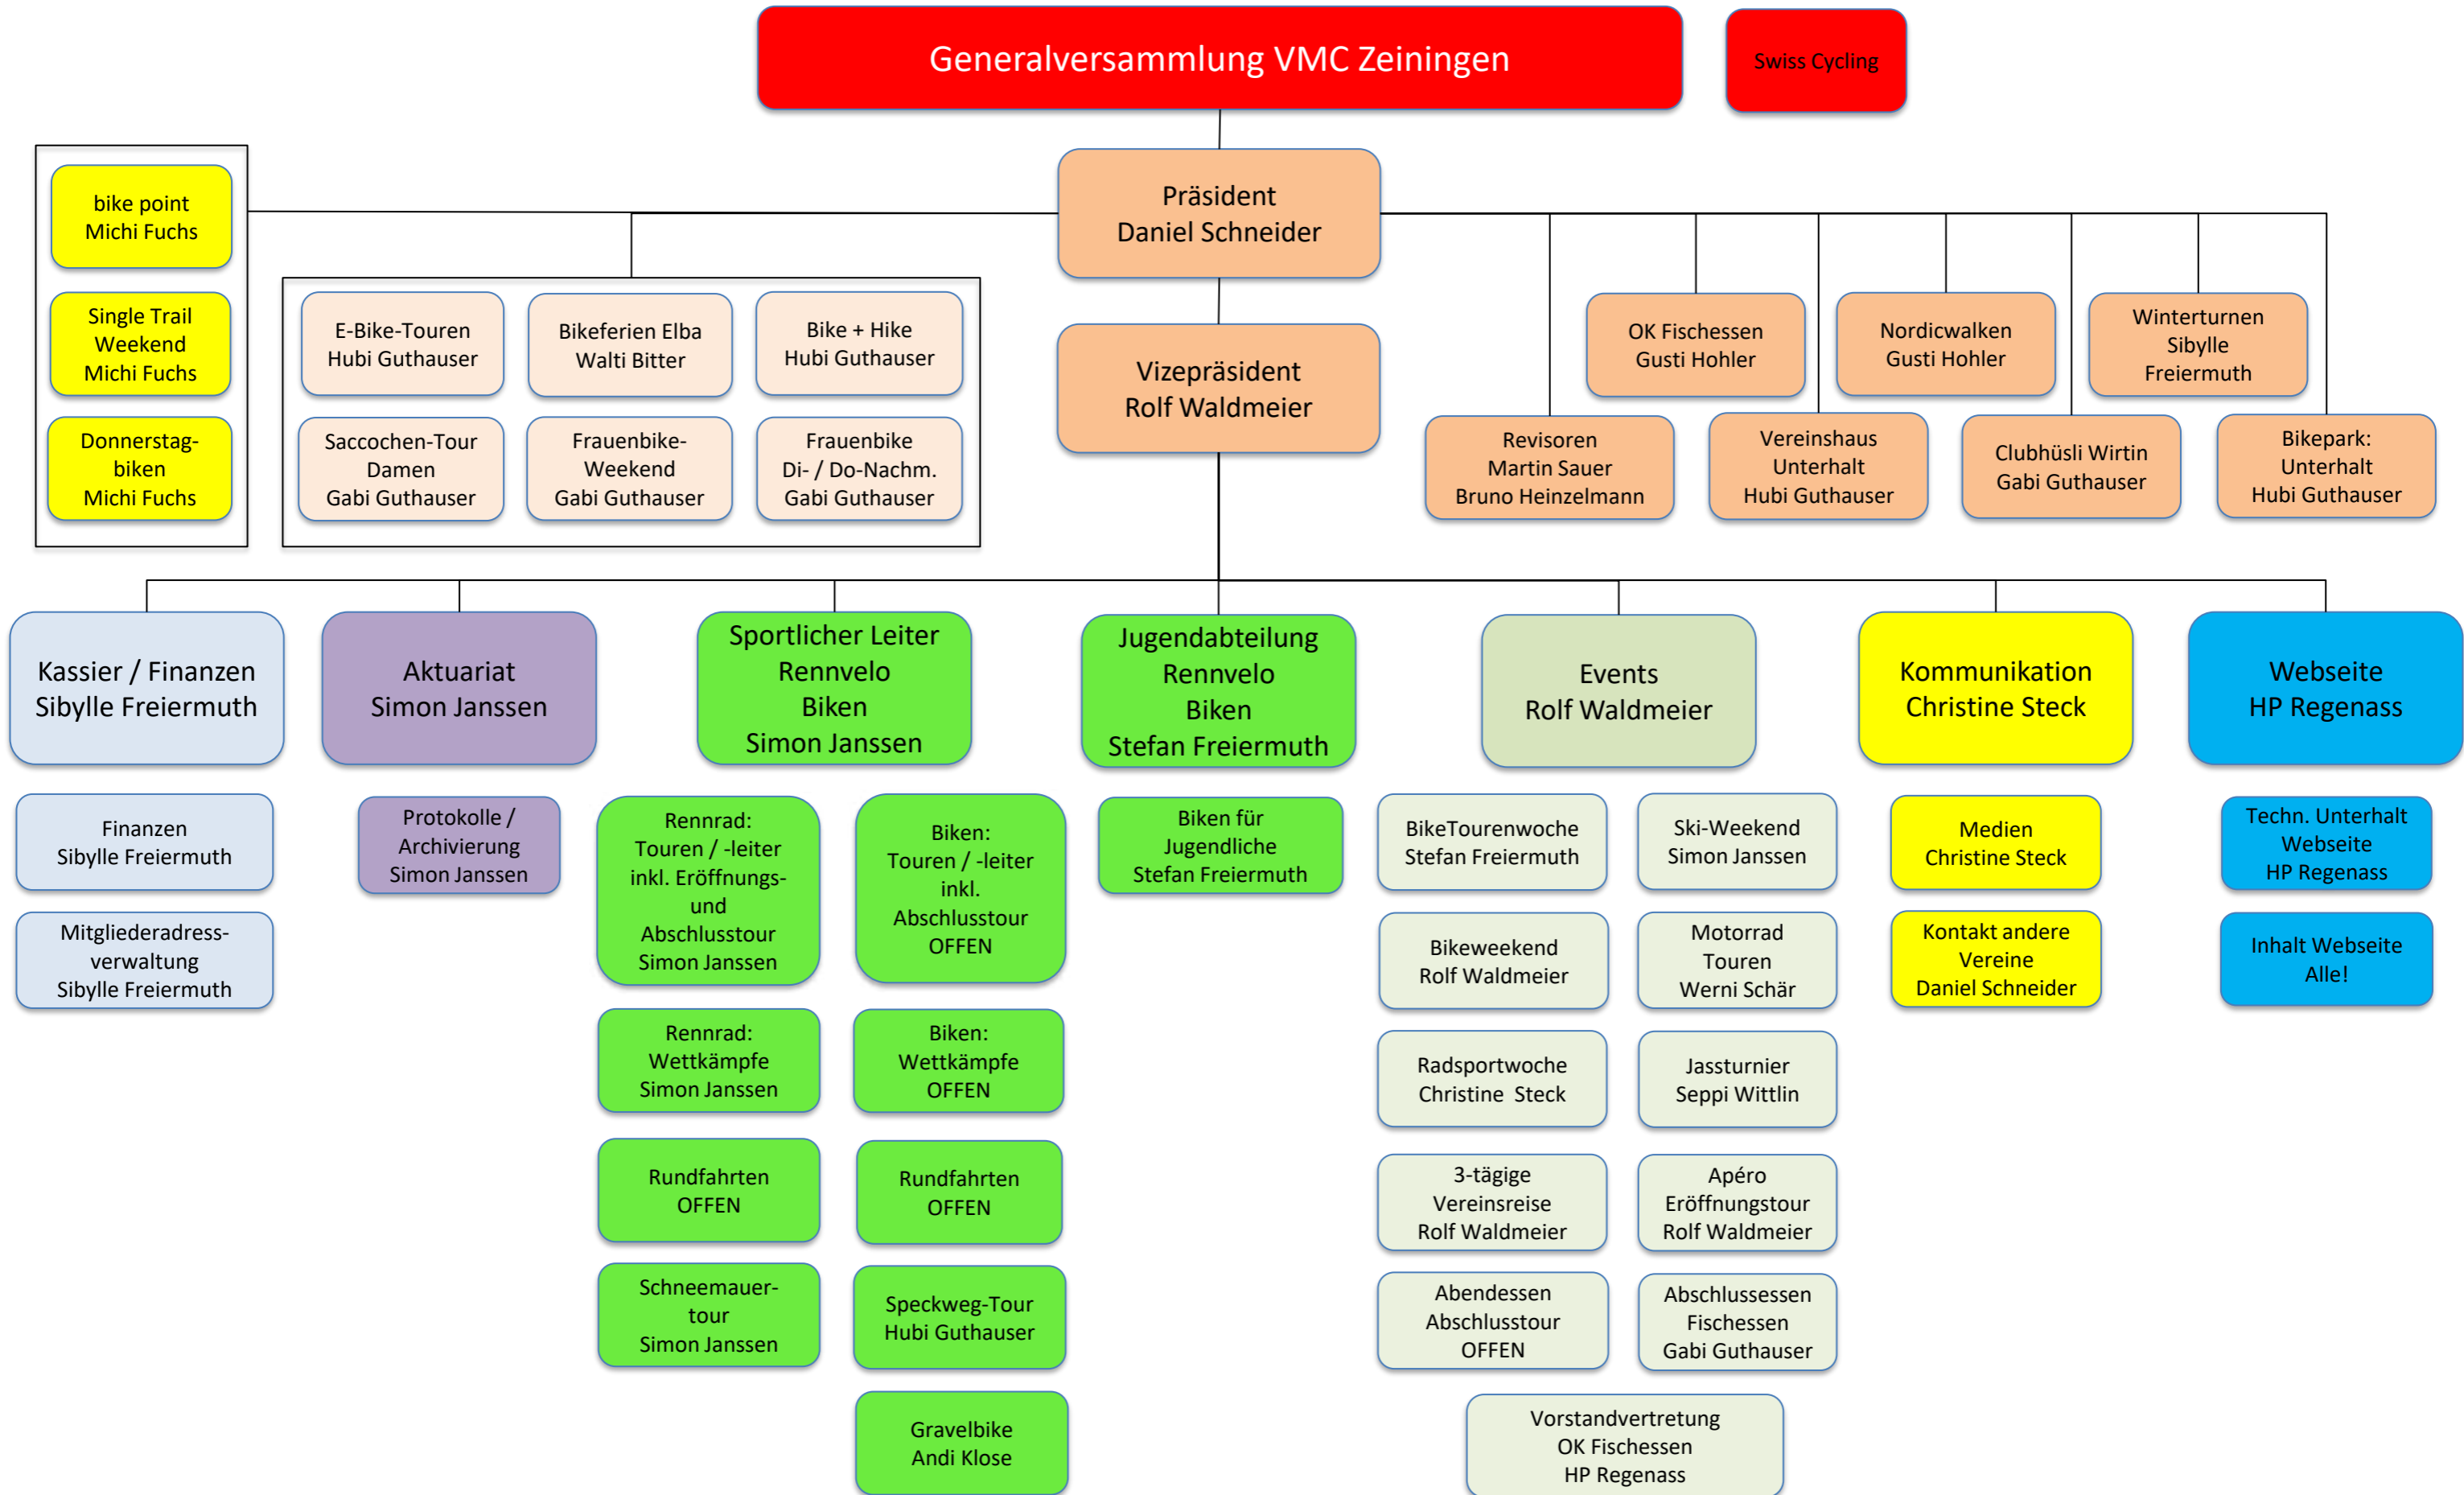 Generalversammlung VMC Zeiningen
Swiss Cycling
Präsident
Daniel Schneider
Vizepräsident
Rolf Waldmeier
bike point
Michi Fuchs
Single Trail
Weekend
Michi Fuchs
Donnerstag-
biken
Michi Fuchs
E-Bike-Touren
Hubi Guthauser
Bikeferien Elba
Walti Bitter
Bike + Hike
Hubi Guthauser
Saccochen-Tour
Damen
Gabi Guthauser
Frauenbike-
Weekend
Gabi Guthauser
Frauenbike
Di- / Do-Nachm.
Gabi Guthauser
OK Fischessen
Gusti Hohler
Nordicwalken
Gusti Hohler
Winterturnen
Sibylle
Freiermuth
Revisoren
Martin Sauer
Bruno Heinzelmann
Vereinshaus
Unterhalt
Hubi Guthauser
Clubhüsli Wirtin
Gabi Guthauser
Bikepark:
Unterhalt
Hubi Guthauser
Kassier / Finanzen
Sibylle Freiermuth
Finanzen
Sibylle Freiermuth
Mitgliederadress-
verwaltung
Sibylle Freiermuth
Aktuariat
Simon Janssen
Protokolle /
Archivierung
Simon Janssen
Sportlicher Leiter
Rennvelo
Biken
Simon Janssen
Rennrad:
Touren / -leiter
inkl. Eröffnungs-
und
Abschlusstour
Simon Janssen
Rennrad:
Wettkämpfe
Simon Janssen
Rundfahrten
OFFEN
Schneemauer-
tour
Simon Janssen
Biken:
Touren / -leiter
inkl.
Abschlusstour
OFFEN
Biken:
Wettkämpfe
OFFEN
Rundfahrten
OFFEN
Speckweg-Tour
Hubi Guthauser
Gravelbike
Andi Klose
Jugendabteilung
Rennvelo
Biken
Stefan Freiermuth
Biken für
Jugendliche
Stefan Freiermuth
Events
Rolf Waldmeier
BikeTourenwoche
Stefan Freiermuth
Ski-Weekend
Simon Janssen
Bikeweekend
Rolf Waldmeier
Motorrad
Touren
Werni Schär
Radsportwoche
Christine  Steck
Jassturnier
Seppi Wittlin
3-tägige
Vereinsreise
Rolf Waldmeier
Apéro
Eröffnungstour
Rolf Waldmeier
Abendessen
Abschlusstour
OFFEN
Abschlussessen
Fischessen
Gabi Guthauser
Vorstandvertretung
OK Fischessen
HP Regenass
Kommunikation
Christine Steck
Medien
Christine Steck
Kontakt andere
Vereine
Daniel Schneider
Webseite
HP Regenass
Techn. Unterhalt
Webseite
HP Regenass
Inhalt Webseite
Alle!